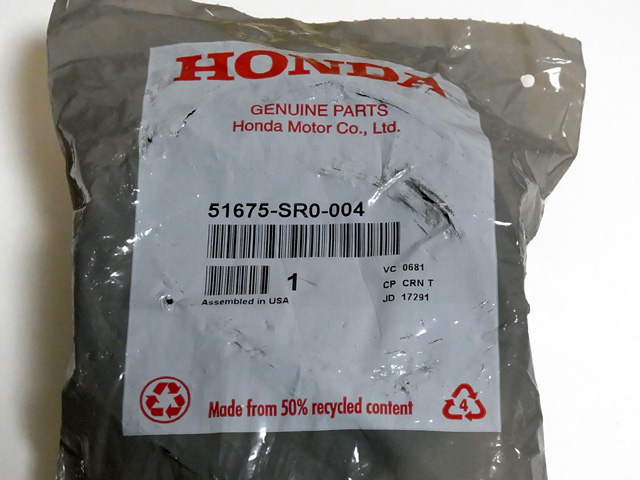 HONDA
GENUINE PARTS
Honda Motor Co., Ltd.
51675-SR0-004
1
Assembled in USA
VC 0681
CP CRN T
JD 17291
Made from 50% recycled content
4